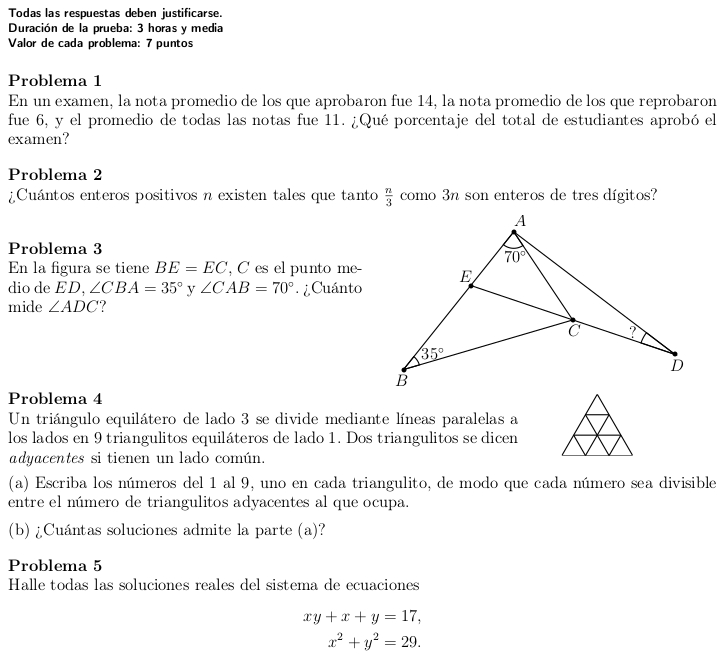 Todas las respuestas deben justificarse.
Duración de la prueba: 3 horas y media
Valor de cada problema: 7 puntos
Problema 1
En un examen, la nota promedio de los que aprobaron fue 14, la nota promedio de los que reprobaron
fue 6, y el promedio de todas las notas fue 11. ¿Qué porcentaje del total de estudiantes aprobó el
examen?
Problema 2
¿Cuántos enteros positivos n existen tales que tanto n/3 como 3n son enteros de tres dígitos?
Problema 3
En la figura se tiene BE = EC, C es el punto me-
dio de ED, ∠CBA = 35° y ∠CAB = 70°. ¿Cuánto
mide ∠ADC?
A
70°
E
C
?
D
35°
B
Problema 4
Un triángulo equilátero de lado 3 se divide mediante líneas paralelas a
los lados en 9 triangulitos equiláteros de lado 1. Dos triangulitos se dicen
adyacentes si tienen un lado común.
(a) Escriba los números del 1 al 9, uno en cada triangulito, de modo que cada número sea divisible
entre el número de triangulitos adyacentes al que ocupa.
(b) ¿Cuántas soluciones admite la parte (a)?
Problema 5
Halle todas las soluciones reales del sistema de ecuaciones
xy + x + y = 17,
x² + y² = 29.